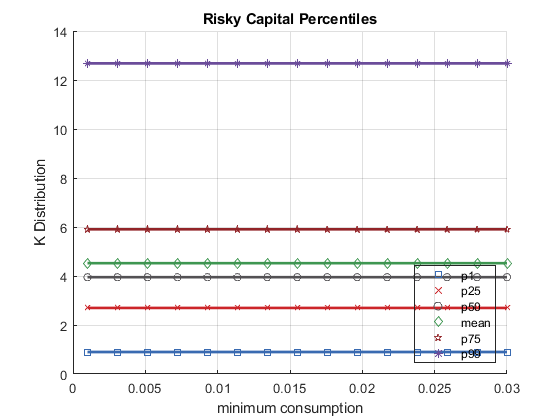 Risky Capital Percentiles
14
12
10
8
6
4
2
0
K Distribution
p1
p25
p50
mean
p75
p99
0 0.005 0.01 0.015 0.02 0.025 0.03
minimum consumption